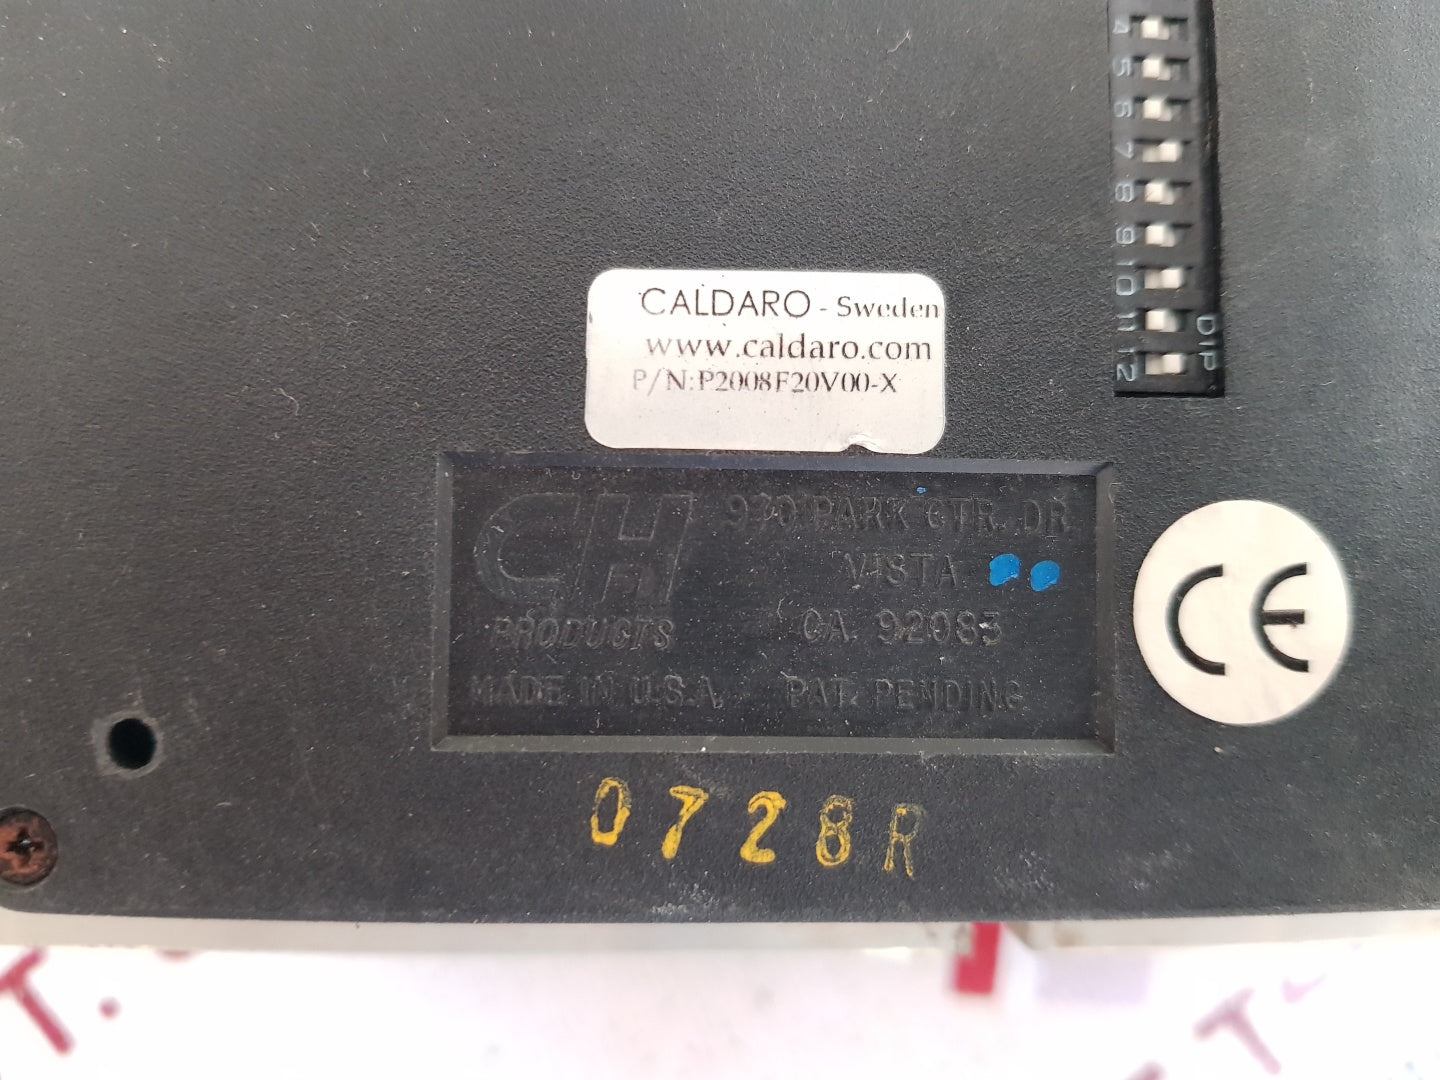 4
5
6
7
8
9
10
11
12
DIP
CALDARO - Sweden
www.caldaro.com
P/N:P2008F20V00-X
CH
PRODUCTS
970 PARK CTR. DR
VISTA
CA. 92083
MADE IN U.S.A. PAT. PENDING
CE
0728R
T.
T